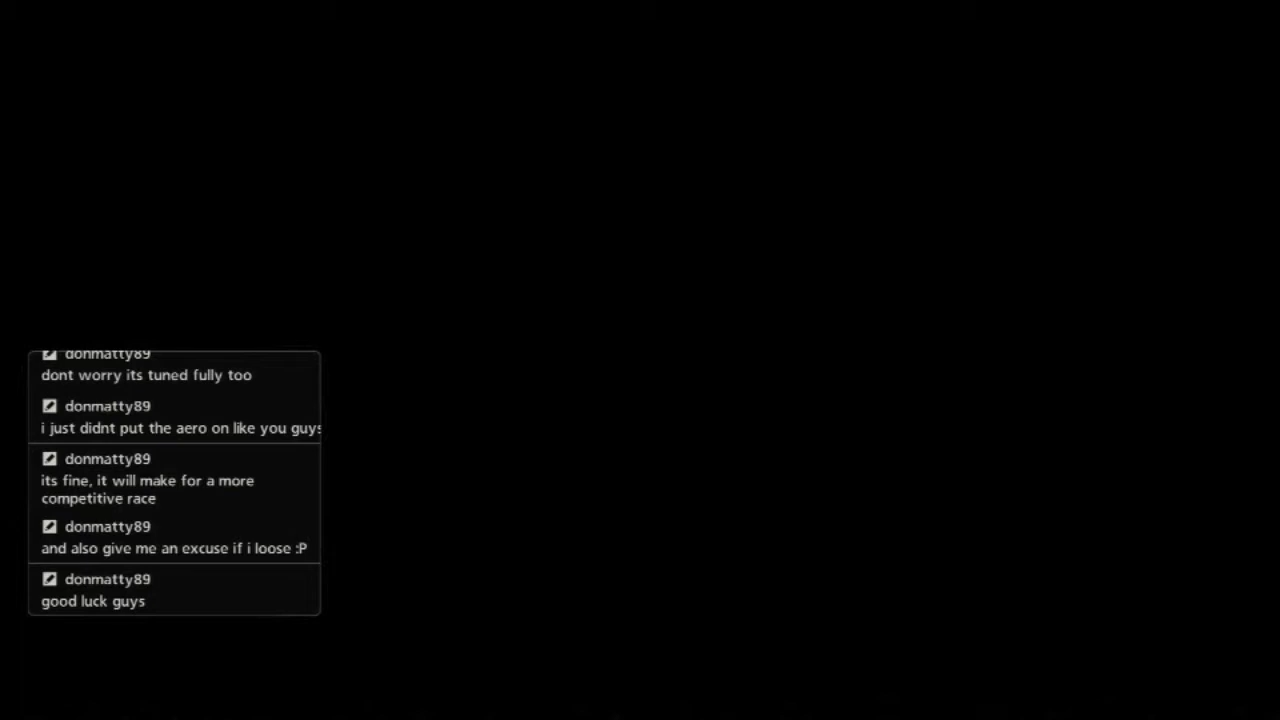 donmatty89
dont worry its tuned fully too
donmatty89
i just didnt put the aero on like you guys
donmatty89
its fine, it will make for a more
competitive race
donmatty89
and also give me an excuse if i loose :P
donmatty89
good luck guys